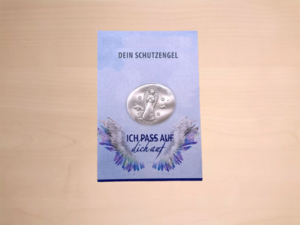 DEIN SCHUTZENGEL
ICH PASS AUF
dich auf